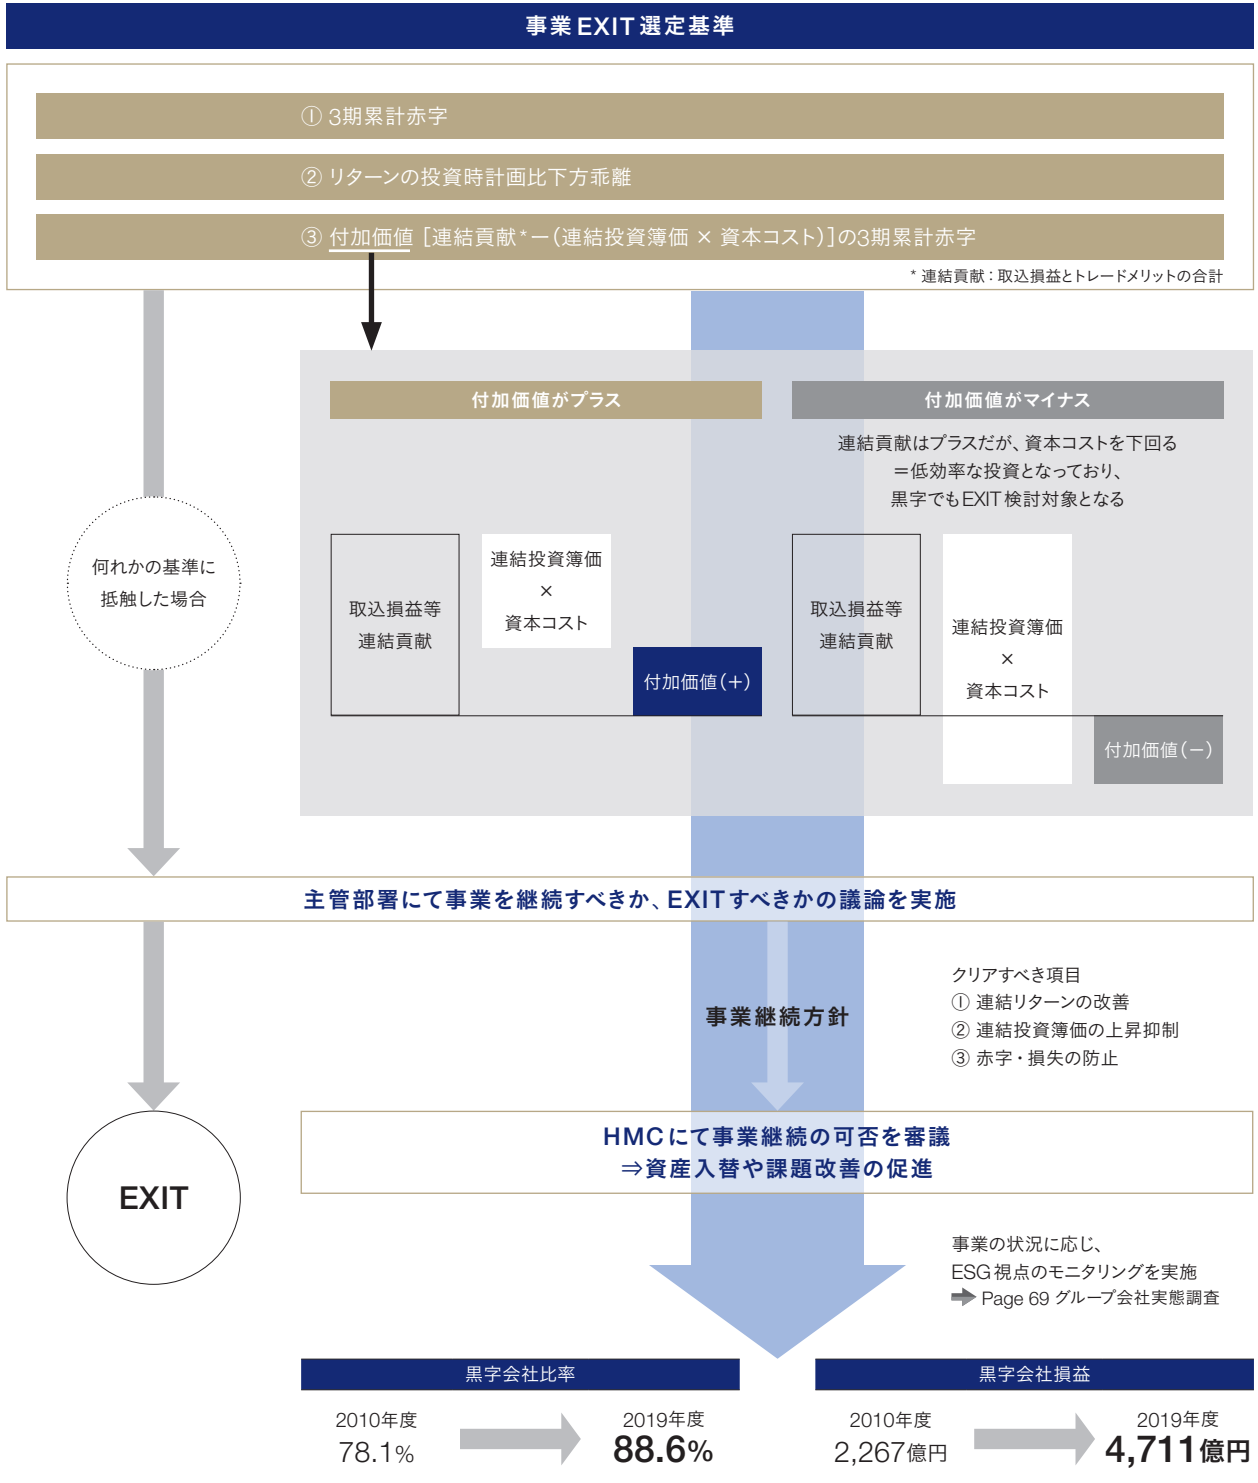 事業EXIT選定基準
① 3期累計赤字
② リターンの投資時計画比下方乖離
③ 付加価値［連結貢献*－（連結投資簿価 × 資本コスト）］の3期累計赤字
* 連結貢献：取込損益とトレードメリットの合計
付加価値がプラス
付加価値がマイナス
連結貢献はプラスだが、資本コストを下回る
＝低効率な投資となっており、
黒字でもEXIT検討対象となる
何れかの基準に
抵触した場合
取込損益等
連結貢献
連結投資簿価
×
資本コスト
付加価値（＋）
取込損益等
連結貢献
連結投資簿価
×
資本コスト
付加価値（－）
主管部署にて事業を継続すべきか、EXITすべきかの議論を実施
事業継続方針
クリアすべき項目
① 連結リターンの改善
② 連結投資簿価の上昇抑制
③ 赤字・損失の防止
HMCにて事業継続の可否を審議
⇒資産入替や課題改善の促進
EXIT
事業の状況に応じ、
ESG視点のモニタリングを実施
Page 69 グループ会社実態調査
黒字会社比率
2010年度
78.1%
2019年度
88.6%
黒字会社損益
2010年度
2,267億円
2019年度
4,711億円